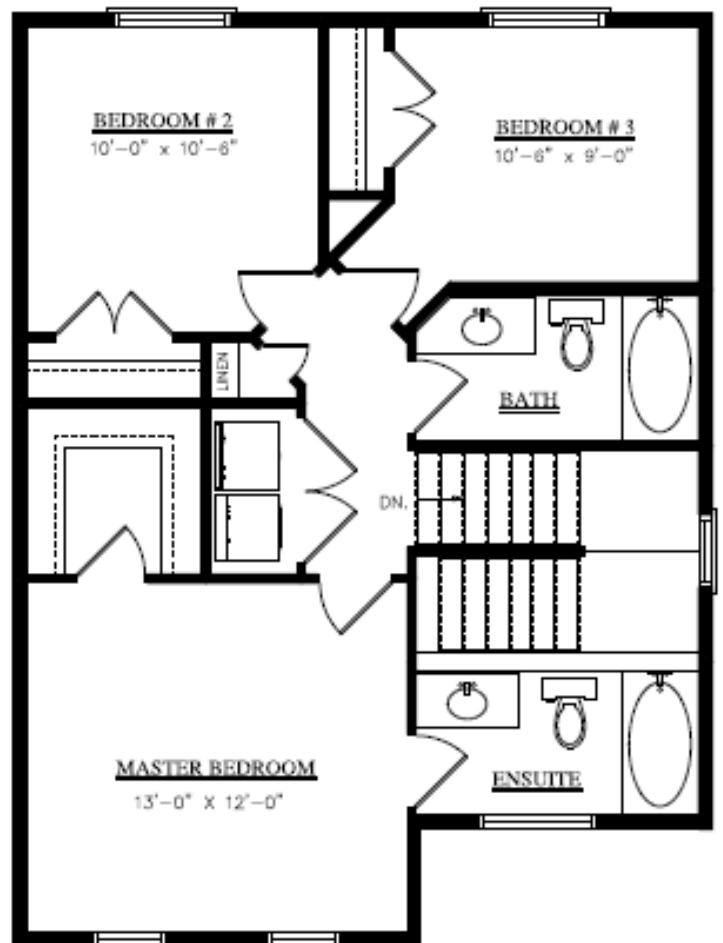 BEDROOM # 2
10'-0" x 10'-6"
BEDROOM # 3
10'-6" x 9'-0"
LINEN
BATH
DN.
MASTER BEDROOM
13'-0" X 12'-0"
ENSUITE